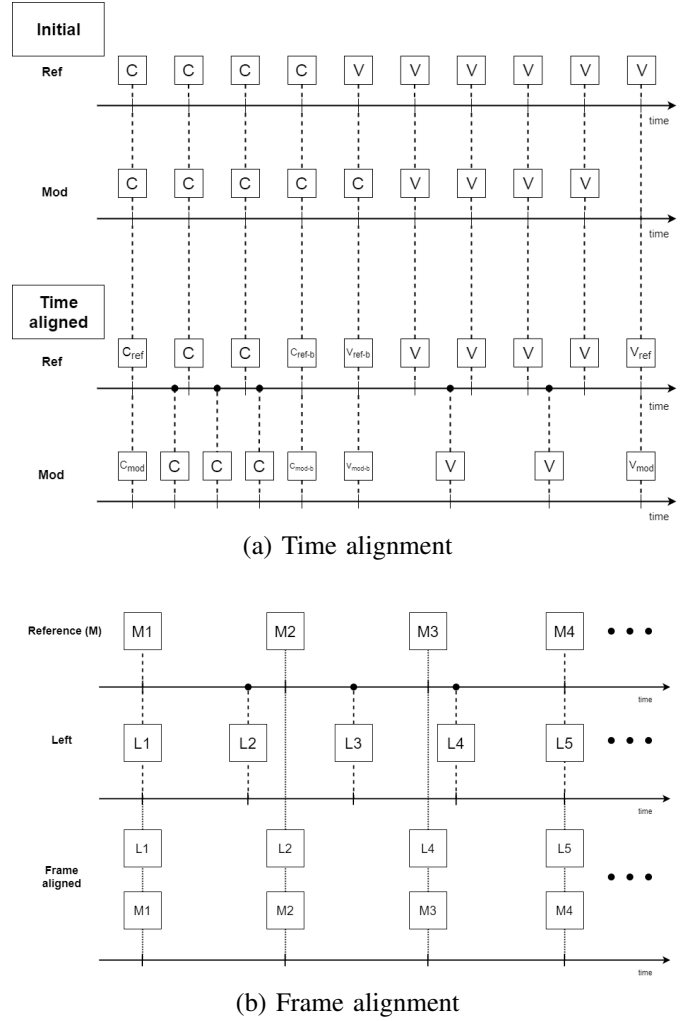 Initial
Ref
C C C C V V V V V V
time
Mod
C C C C C V V V V
time
Time
aligned
Ref
Cref C C Cref-b Vref-b V V V V Vref
time
Mod
Cmod C C C Cmod-b Vmod-b V V Vmod
time
(a) Time alignment
Reference (M)
M1 M2 M3 M4
time
Left
L1 L2 L3 L4 L5
time
Frame
aligned
L1 L2 L4 L5
M1 M2 M3 M4
time
(b) Frame alignment